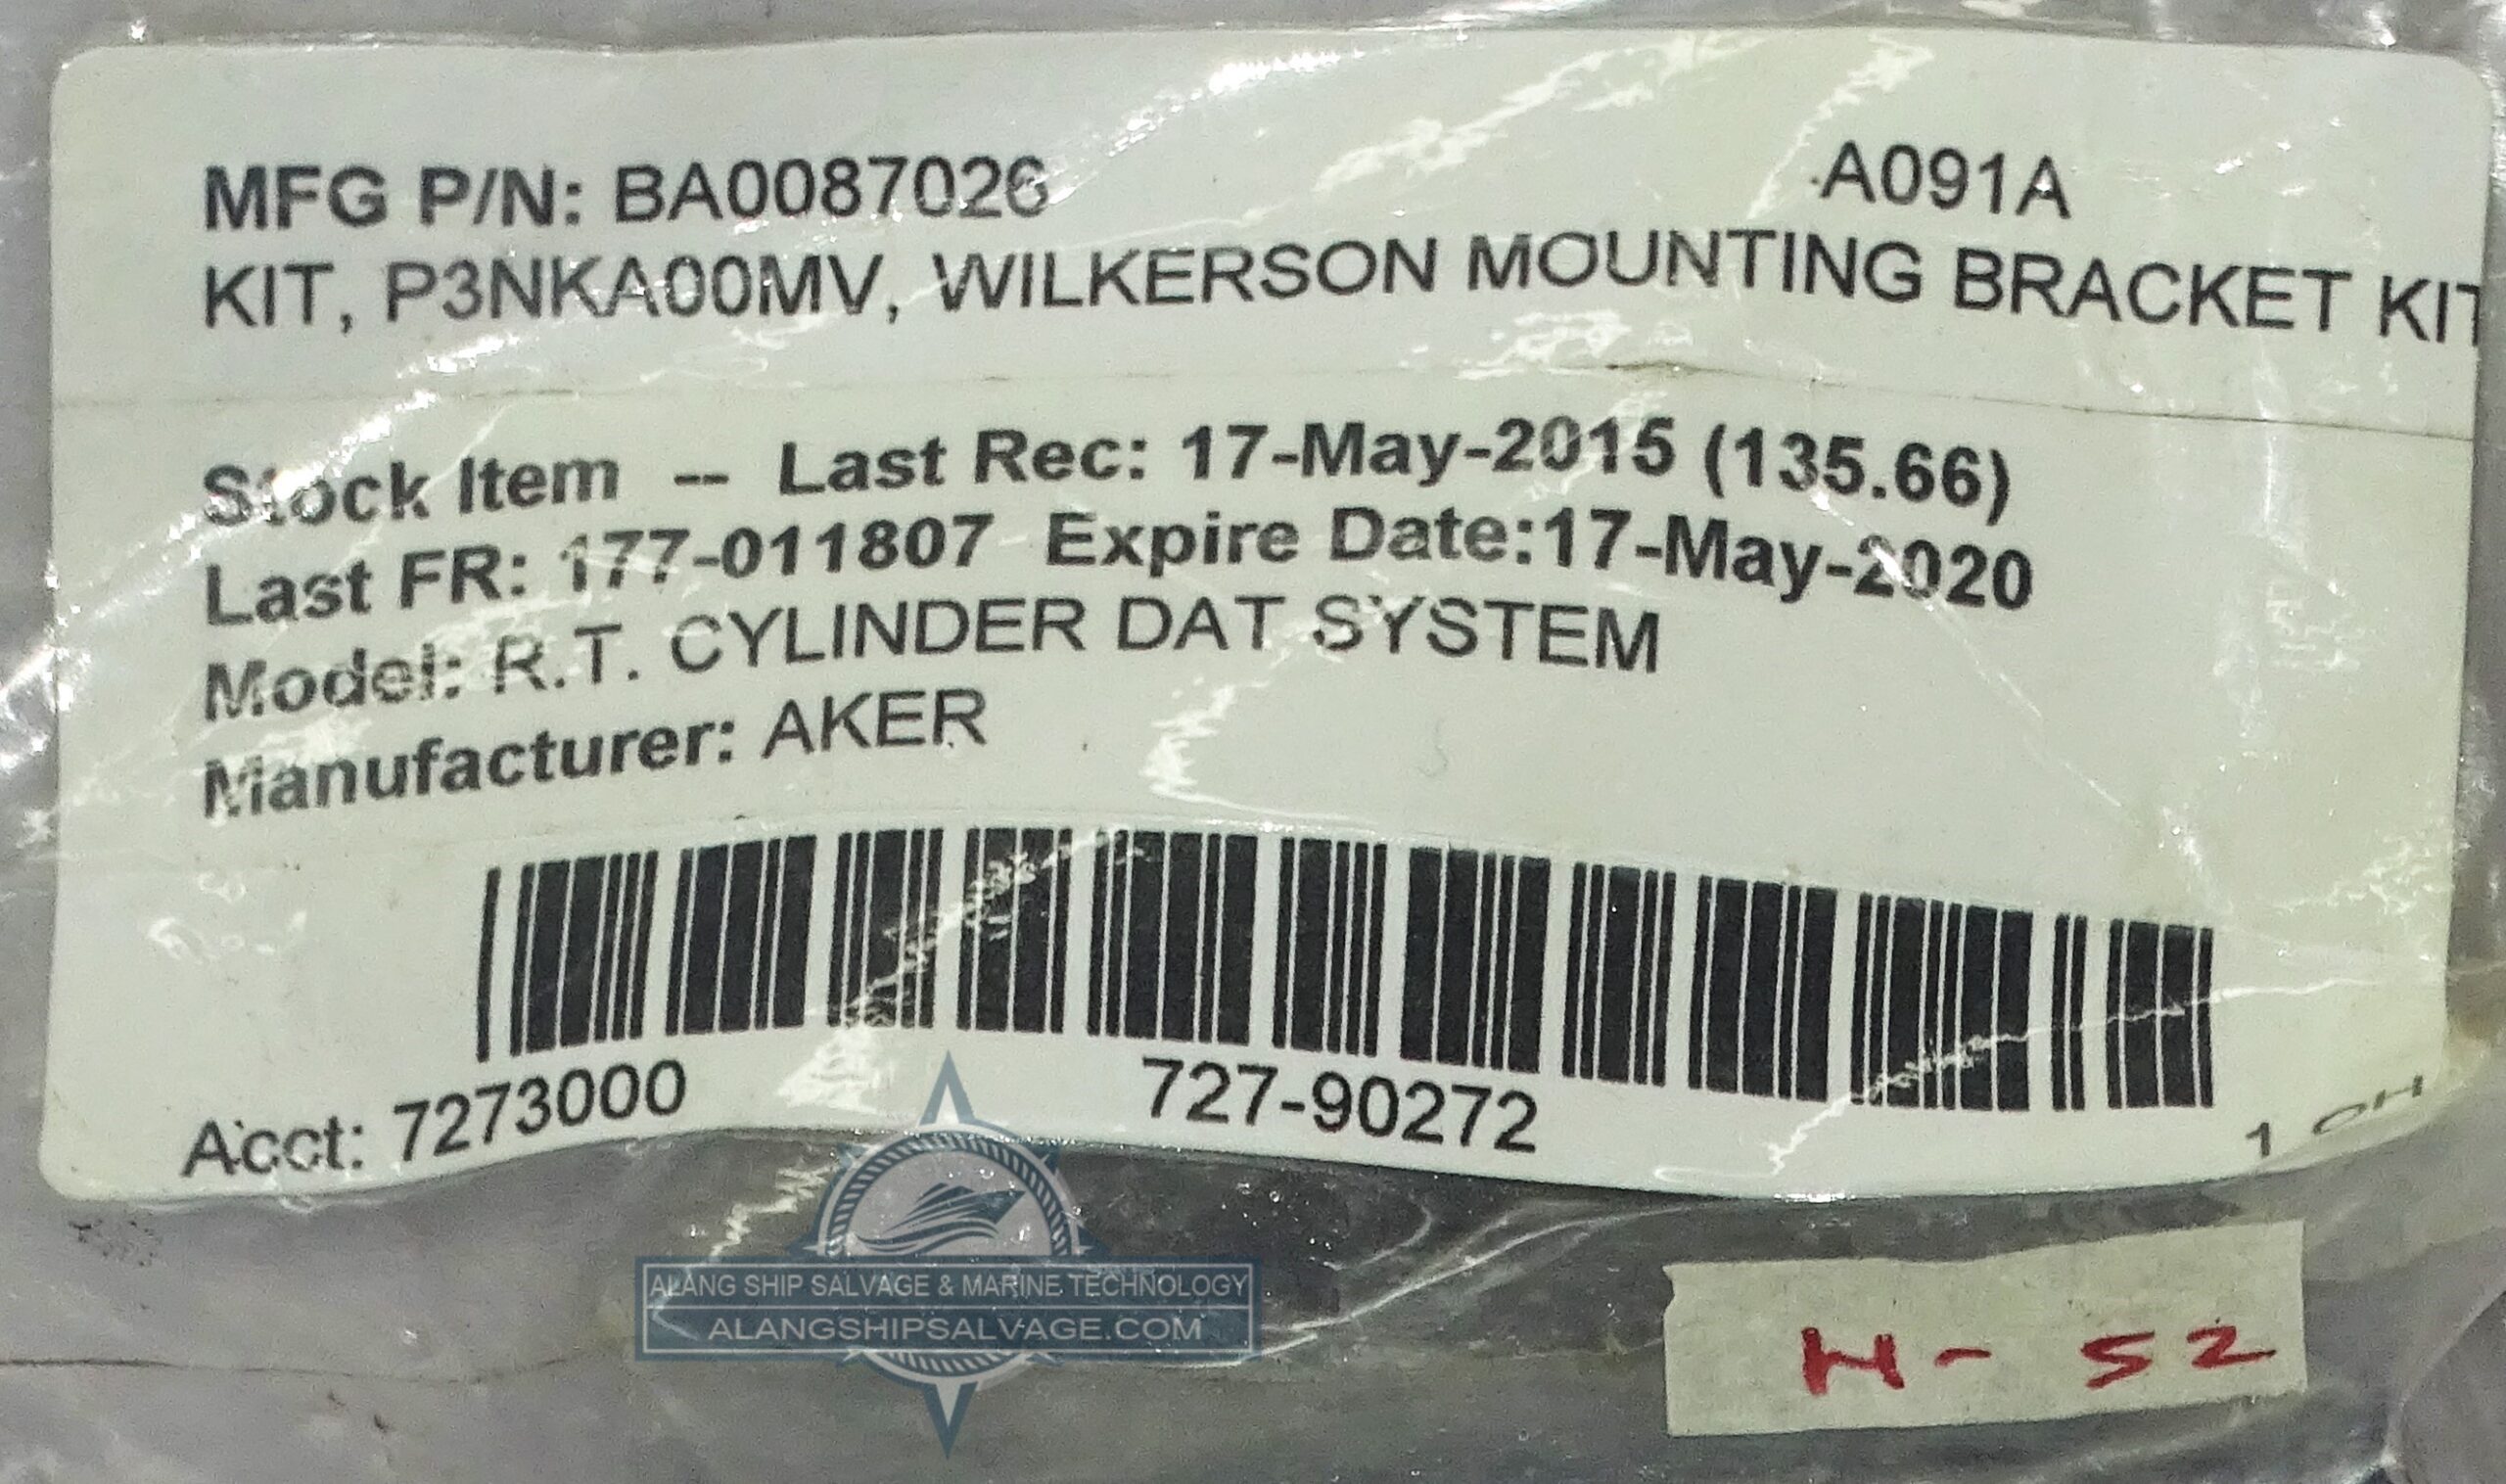 MFG P/N: BA0087026 A091A
KIT, P3NKA00MV, WILKERSON MOUNTING BRACKET KIT
Stock Item -- Last Rec: 17-May-2015 (135.66)
Last FR: 177-011807 Expire Date:17-May-2020
Model: R.T. CYLINDER DAT SYSTEM
Manufacturer: AKER
Acct: 7273000 727-90272 1 OH
ALANG SHIP SALVAGE & MARINE TECHNOLOGY
ALANGSHIPSALVAGE.COM
H- 52